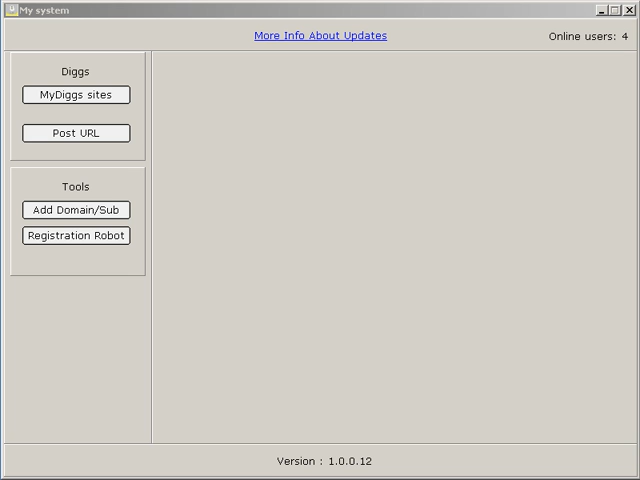 My system
More Info About Updates
Online users: 4
Diggs
MyDiggs sites
Post URL
Tools
Add Domain/Sub
Registration Robot
Version : 1.0.0.12